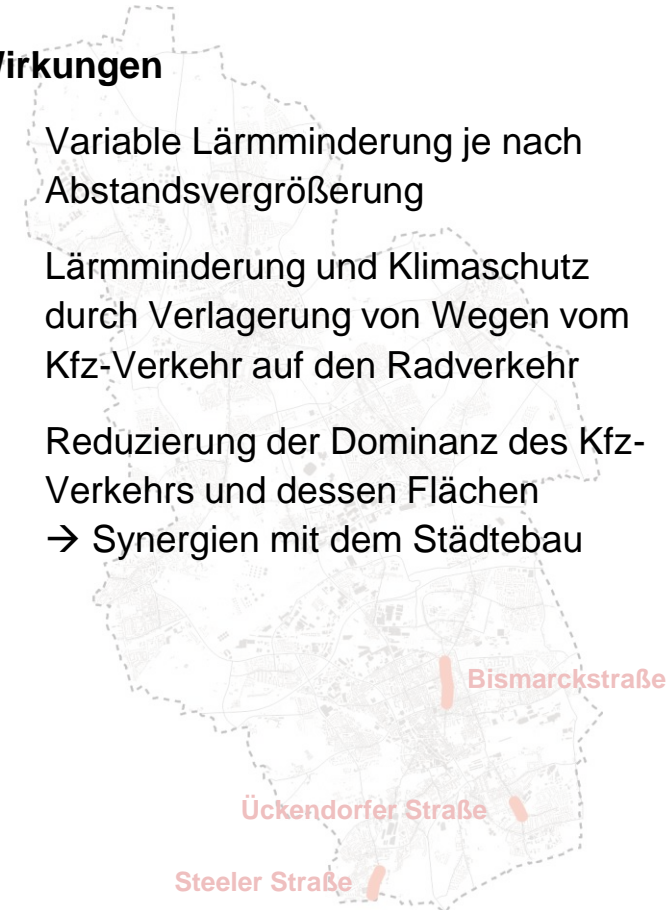 Wirkungen
Variable Lärmminderung je nach
Abstandsvergrößerung
Lärmminderung und Klimaschutz
durch Verlagerung von Wegen vom
Kfz-Verkehr auf den Radverkehr
Reduzierung der Dominanz des Kfz-
Verkehrs und dessen Flächen
→ Synergien mit dem Städtebau
Bismarckstraße
Ückendorfer Straße
Steeler Straße